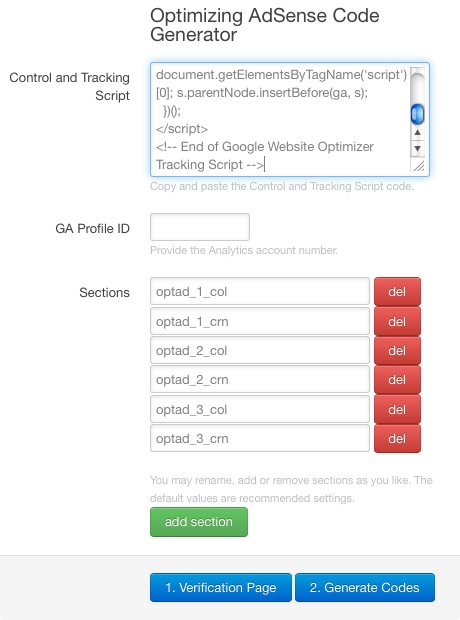 Optimizing AdSense Code
Generator
Control and Tracking
Script
document.getElementsByTagName('script')
[0]; s.parentNode.insertBefore(ga, s);
})();
</script>
<!-- End of Google Website Optimizer
Tracking Script -->
Copy and paste the Control and Tracking Script code.
GA Profile ID
Provide the Analytics account number.
Sections
optad_1_col del
optad_1_crn del
optad_2_col del
optad_2_crn del
optad_3_col del
optad_3_crn del
You may rename, add or remove sections as you like. The
default values are recommended settings.
add section
1. Verification Page 2. Generate Codes